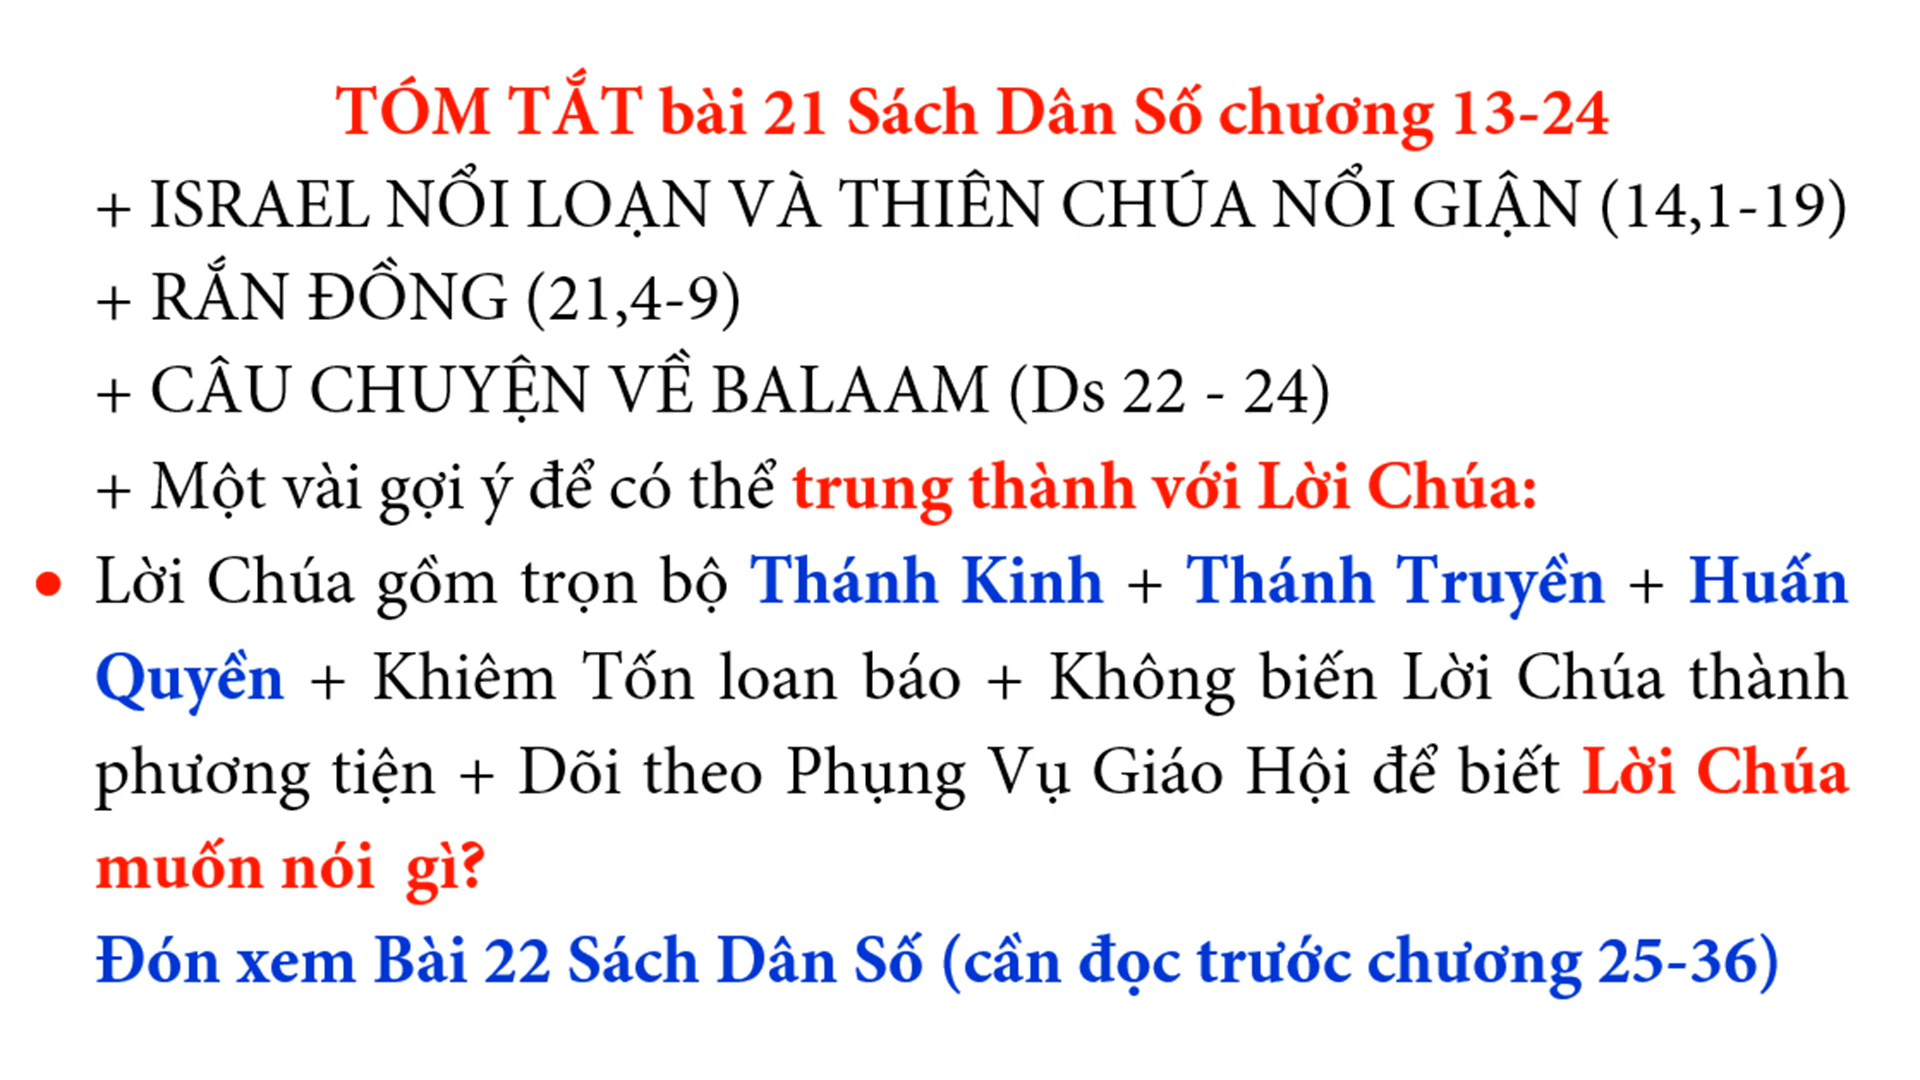 TÓM TẮT bài 21 Sách Dân Số chương 13-24
+ ISRAEL NỔI LOẠN VÀ THIÊN CHÚA NỔI GIẬN (14,1-19)
+ RẮN ĐỒNG (21,4-9)
+ CÂU CHUYỆN VỀ BALAAM (Ds 22 - 24)
+ Một vài gợi ý để có thể trung thành với Lời Chúa:
• Lời Chúa gồm trọn bộ Thánh Kinh + Thánh Truyền + Huấn
Quyền + Khiêm Tốn loan báo + Không biến Lời Chúa thành
phương tiện + Dõi theo Phụng Vụ Giáo Hội để biết Lời Chúa
muốn nói gì?
Đón xem Bài 22 Sách Dân Số (cần đọc trước chương 25-36)